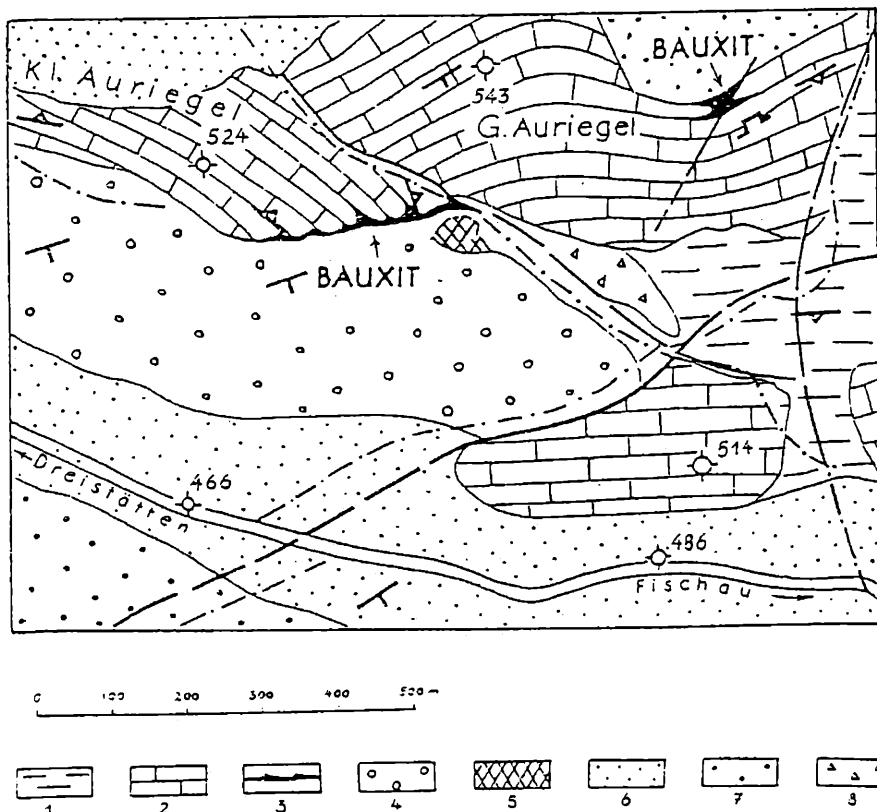 BAUXIT
Kl. Auriegel
543
G. Auriegel
524
BAUXIT
514
← Dreistätten
466
486
Fischau →
0 100 200 300 400 500 m
1 2 3 4 5 6 7 8